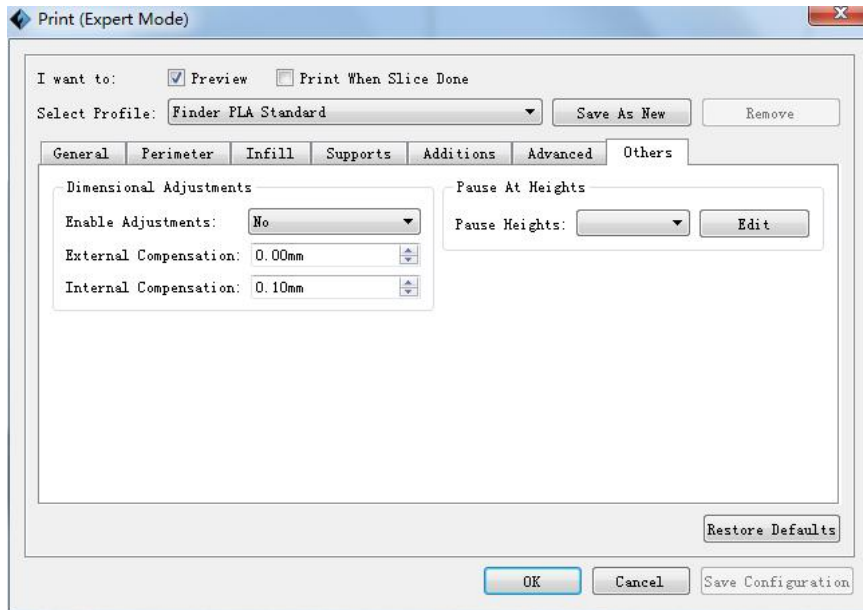 Print (Expert Mode)
I want to: Preview Print When Slice Done
Select Profile: Finder PLA Standard Save As New Remove
General Perimeter Infill Supports Additions Advanced Others
Dimensional Adjustments
Enable Adjustments: No
External Compensation: 0.00mm
Internal Compensation: 0.10mm
Pause At Heights
Pause Heights: Edit
Restore Defaults
OK Cancel Save Configuration